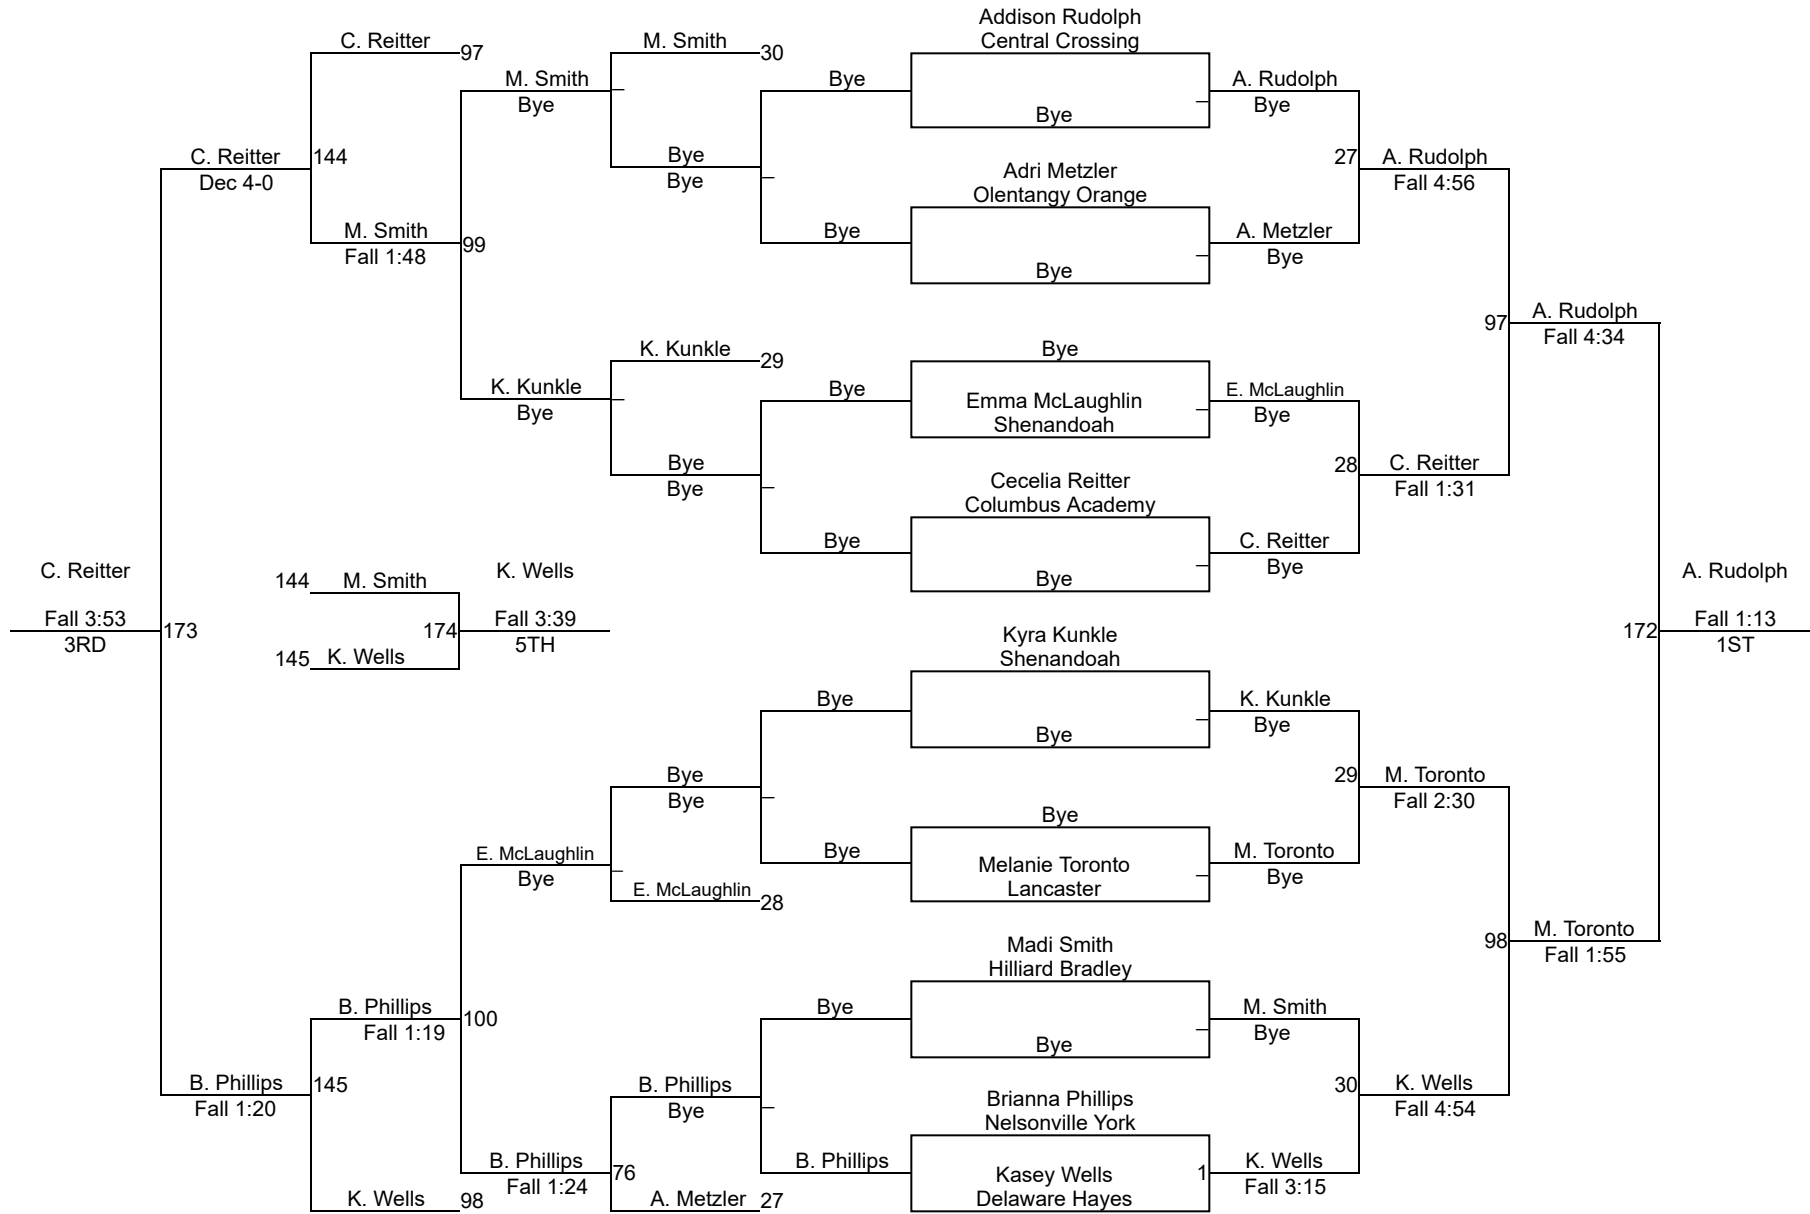 Addison Rudolph
C. Reitter
97
M. Smith
30
Central Crossing
M. Smith
Bye
Bye
A. Rudolph
Bye
Bye
C. Reitter
144
Dec 4-0
Bye
Bye
Adri Metzler
Olentangy Orange
27
A. Rudolph
Fall 4:56
M. Smith
99
Fall 1:48
Bye
Bye
A. Metzler
Bye
97
A. Rudolph
Fall 4:34
K. Kunkle
29
Bye
K. Kunkle
Bye
Bye
Emma McLaughlin
Shenandoah
E. McLaughlin
Bye
Bye
Bye
Cecelia Reitter
Columbus Academy
28
C. Reitter
Fall 1:31
Bye
Bye
C. Reitter
Bye
C. Reitter
Fall 3:53
3RD
173
144
M. Smith
145
K. Wells
174
K. Wells
Fall 3:39
5TH
A. Rudolph
172
Fall 1:13
1ST
Kyra Kunkle
Shenandoah
Bye
Bye
K. Kunkle
Bye
Bye
Bye
29
M. Toronto
Fall 2:30
E. McLaughlin
Bye
Bye
Bye
Melanie Toronto
Lancaster
M. Toronto
Bye
E. McLaughlin
28
98
M. Toronto
Fall 1:55
Madi Smith
Hilliard Bradley
B. Phillips
100
Fall 1:19
Bye
Bye
M. Smith
Bye
B. Phillips
145
Fall 1:20
B. Phillips
Bye
Brianna Phillips
Nelsonville York
30
K. Wells
Fall 4:54
B. Phillips
76
Fall 1:24
B. Phillips
Kasey Wells
Delaware Hayes
1
K. Wells
Fall 3:15
K. Wells
98
A. Metzler
27